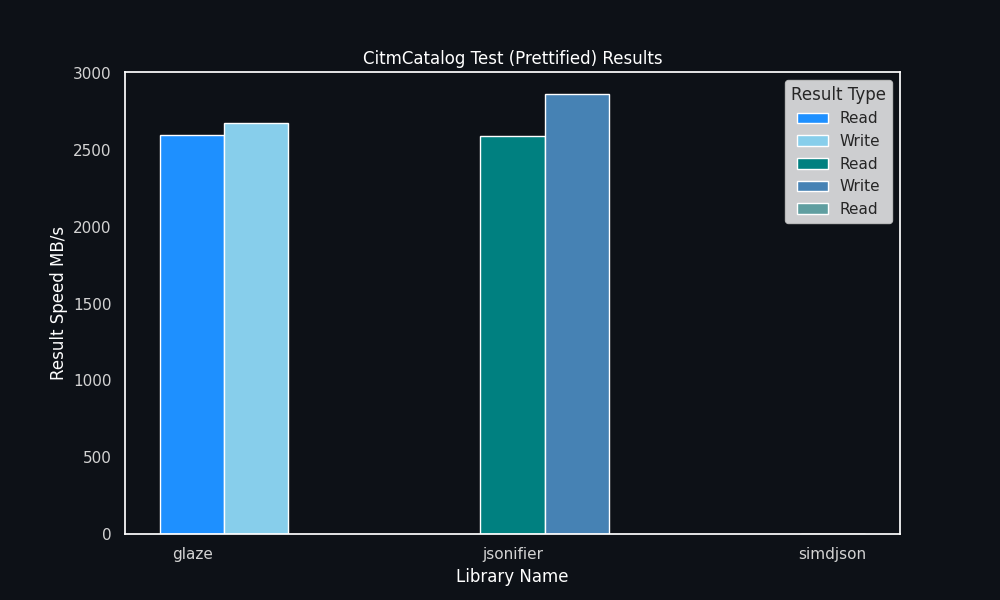 CitmCatalog Test (Prettified) Results
3000
2500
2000
1500
1000
500
0
Result Speed MB/s
Result Type
Read
Write
Read
Write
Read
glaze
jsonifier
simdjson
Library Name